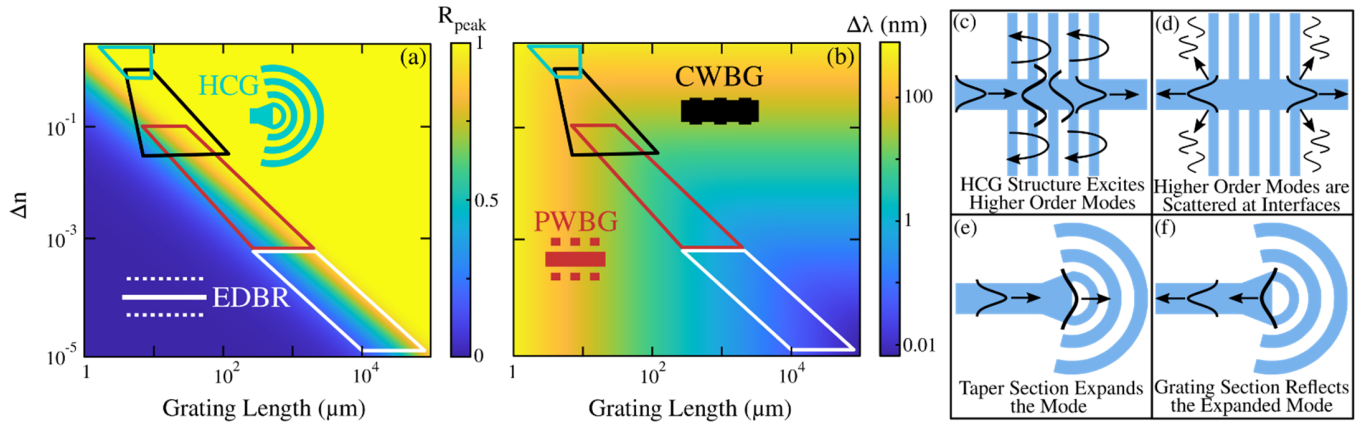 R_peak
Δλ (nm)
1
0.5
0
100
1
0.01
(a)
HCG
PWBG
EDBR
Δn
10^-1
10^-3
10^-5
1
10^2
10^4
Grating Length (µm)
(b)
CWBG
PWBG
1
10^2
10^4
Grating Length (µm)
(c)
HCG Structure Excites
Higher Order Modes
(d)
Higher Order Modes are
Scattered at Interfaces
(e)
Taper Section Expands
the Mode
(f)
Grating Section Reflects
the Expanded Mode